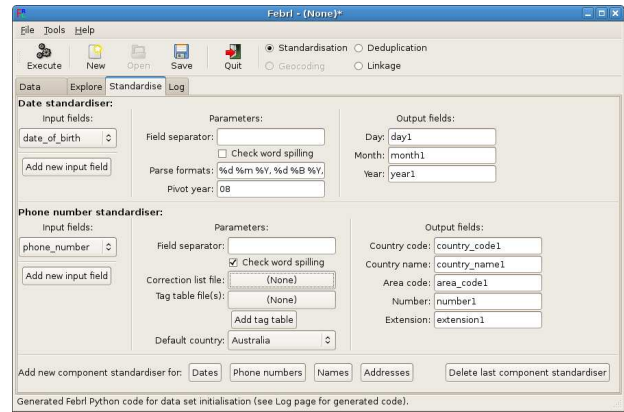 Febrl - (None)*
File Tools Help
Execute New Open Save Quit Standardisation Deduplication
Geocoding Linkage
Data Explore Standardise Log
Date standardiser:
Input fields: Parameters: Output fields:
date_of_birth Field separator: Day: day1
Check word spilling Month: month1
Add new input field Parse formats: %d %m %Y, %d %B %Y, Year: year1
Pivot year: 08
Phone number standardiser:
Input fields: Parameters: Output fields:
phone_number Field separator: Country code: country_code1
Check word spilling Country name: country_name1
Add new input field Correction list file: (None) Area code: area_code1
Tag table file(s): (None) Number: number1
Add tag table Extension: extension1
Default country: Australia
Add new component standardiser for: Dates Phone numbers Names Addresses Delete last component standardiser
Generated Febrl Python code for data set initialisation (see Log page for generated code).